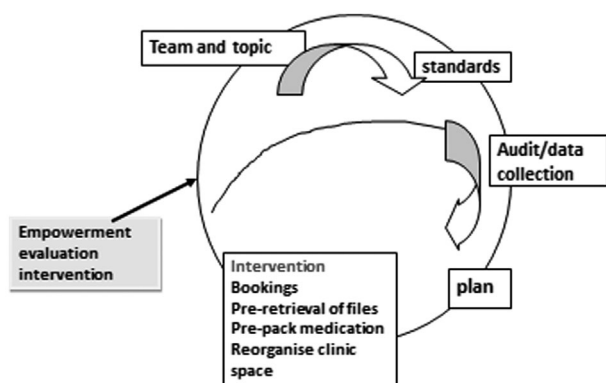 Team and topic
standards
Audit/data
collection
plan
Intervention
Bookings
Pre-retrieval of files
Pre-pack medication
Reorganise clinic
space
Empowerment
evaluation
intervention